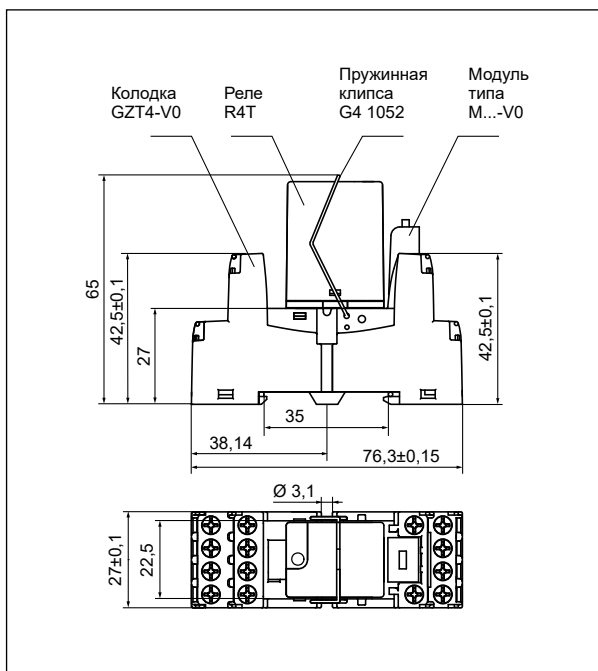 Колодка
GZT4-V0
Реле
R4T
Пружинная
клипса
G4 1052
Модуль
типа
M...-V0
65
42,5±0,1
27
42,5±0,1
35
38,14
76,3±0,15
Ø 3,1
27±0,1
22,5